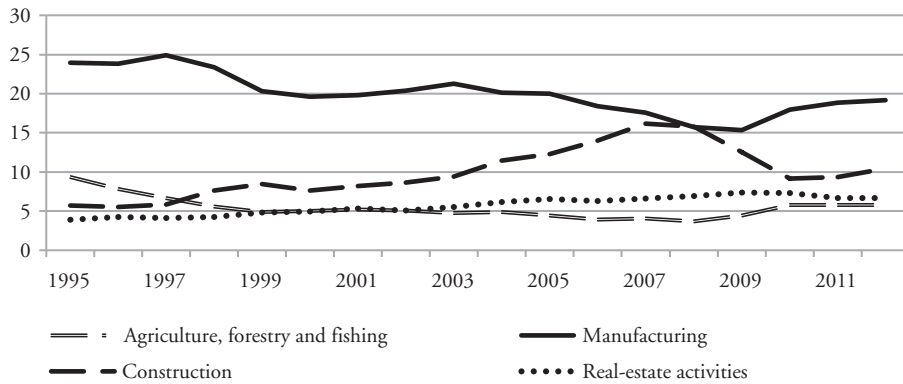 30
25
20
15
10
5
0
1995 1997 1999 2001 2003 2005 2007 2009 2011
Agriculture, forestry and fishing Manufacturing
Construction Real-estate activities